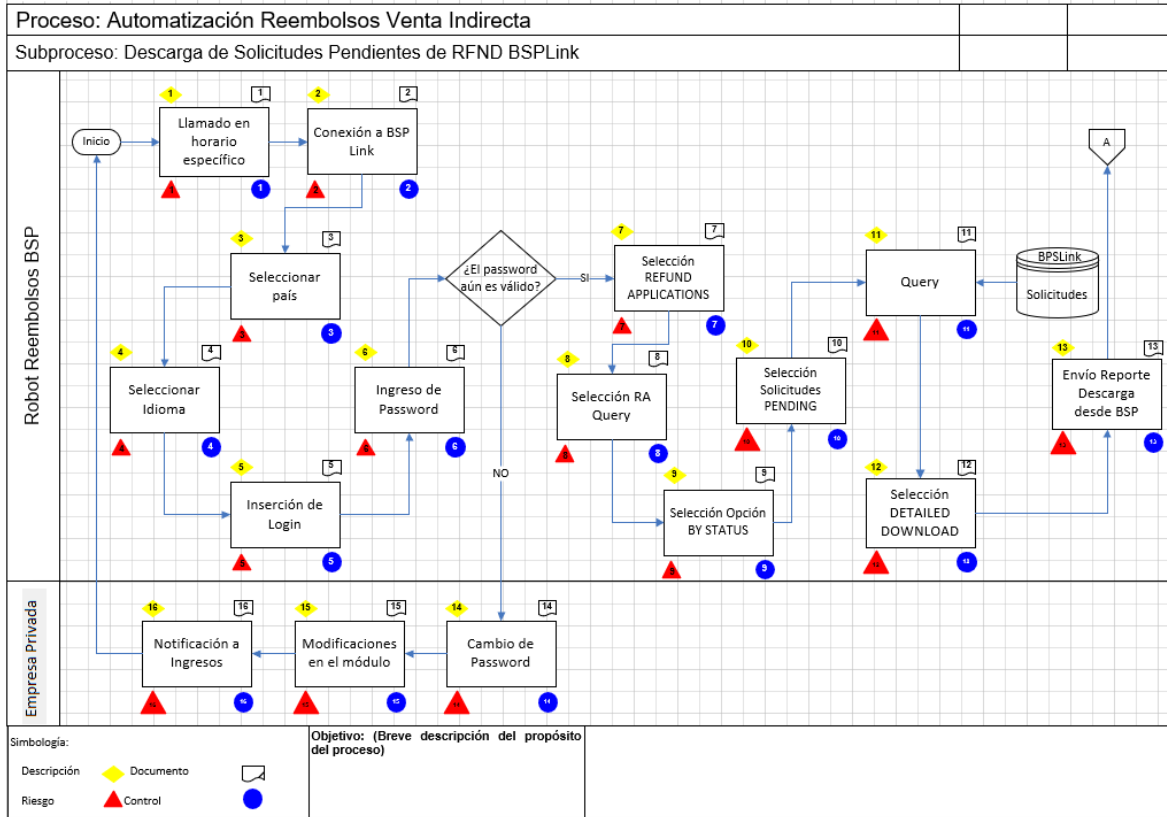 Proceso: Automatización Reembolsos Venta Indirecta
Subproceso: Descarga de Solicitudes Pendientes de RFND BSPLink
Robot Reembolsos BSP
Inicio
1
1
Llamado en
horario
específico
1
1
2
2
Conexión a BSP
Link
2
2
3
3
Seleccionar
país
3
3
4
4
Seleccionar
Idioma
4
4
5
5
Inserción de
Login
5
5
6
6
Ingreso de
Password
6
6
¿El password
aún es válido?
SI
NO
7
7
Selección
REFUND
APPLICATIONS
7
7
8
8
Selección RA
Query
8
8
9
9
Selección Opción
BY STATUS
9
9
10
10
Selección
Solicitudes
PENDING
10
10
11
11
Query
11
11
BPSLink
Solicitudes
12
12
Selección
DETAILED
DOWNLOAD
12
13
13
Envío Reporte
Descarga
desde BSP
A
Empresa Privada
14
14
Cambio de
Password
15
15
Modificaciones
en el módulo
15
15
16
16
Notificación a
Ingresos
16
16
Simbología:
Descripción
Documento
Riesgo
Control
Objetivo: (Breve descripción del propósito
del proceso)